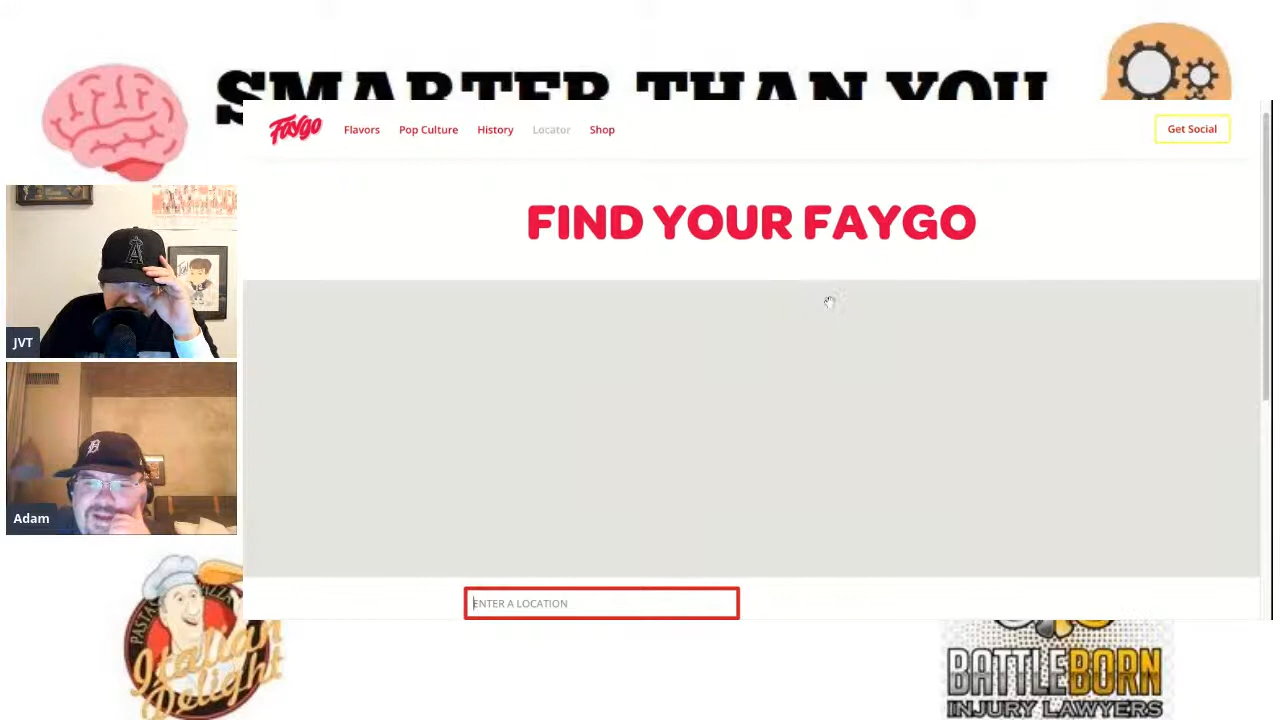 SMARTER THAN YOU
Faygo
Flavors
Pop Culture
History
Locator
Shop
Get Social
FIND YOUR FAYGO
ENTER A LOCATION
JVT
Adam
PASTA
Italian
Delight
BATTLEBORN
INJURY LAWYERS